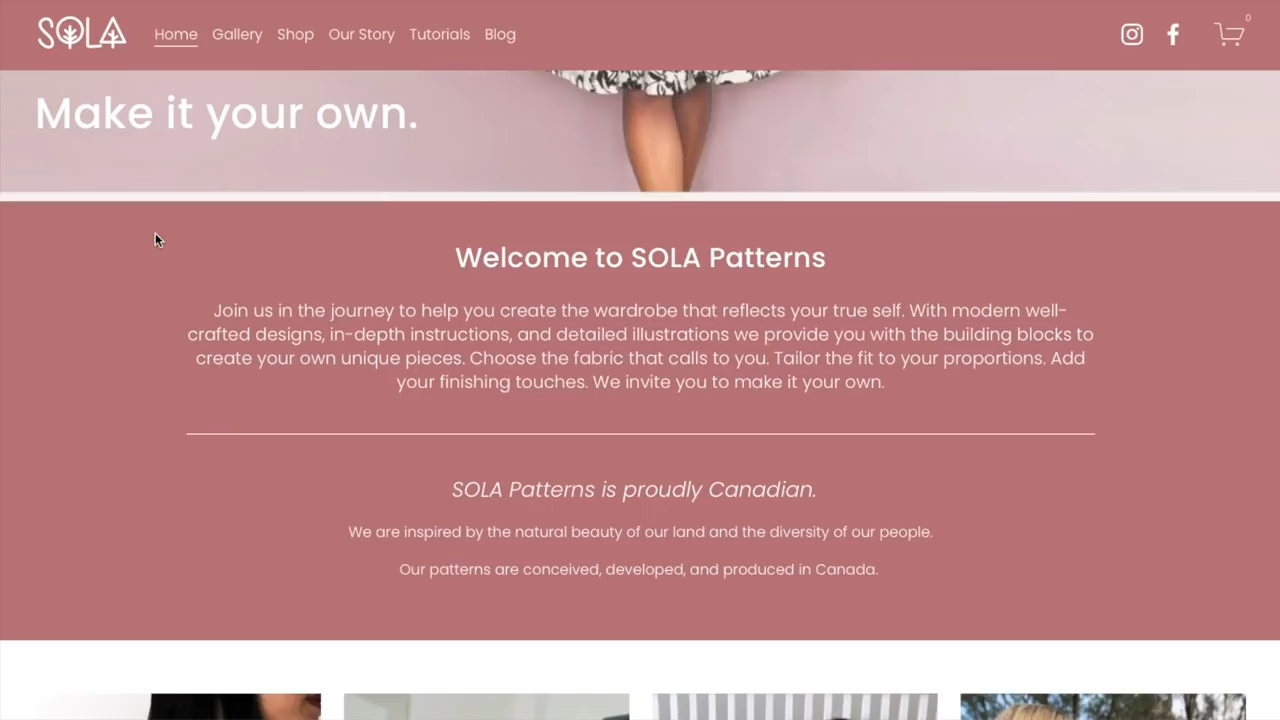 SOLA
Home Gallery Shop Our Story Tutorials Blog
0
Make it your own.
Welcome to SOLA Patterns
Join us in the journey to help you create the wardrobe that reflects your true self. With modern well-
crafted designs, in-depth instructions, and detailed illustrations we provide you with the building blocks to
create your own unique pieces. Choose the fabric that calls to you. Tailor the fit to your proportions. Add
your finishing touches. We invite you to make it your own.
SOLA Patterns is proudly Canadian.
We are inspired by the natural beauty of our land and the diversity of our people.
Our patterns are conceived, developed, and produced in Canada.